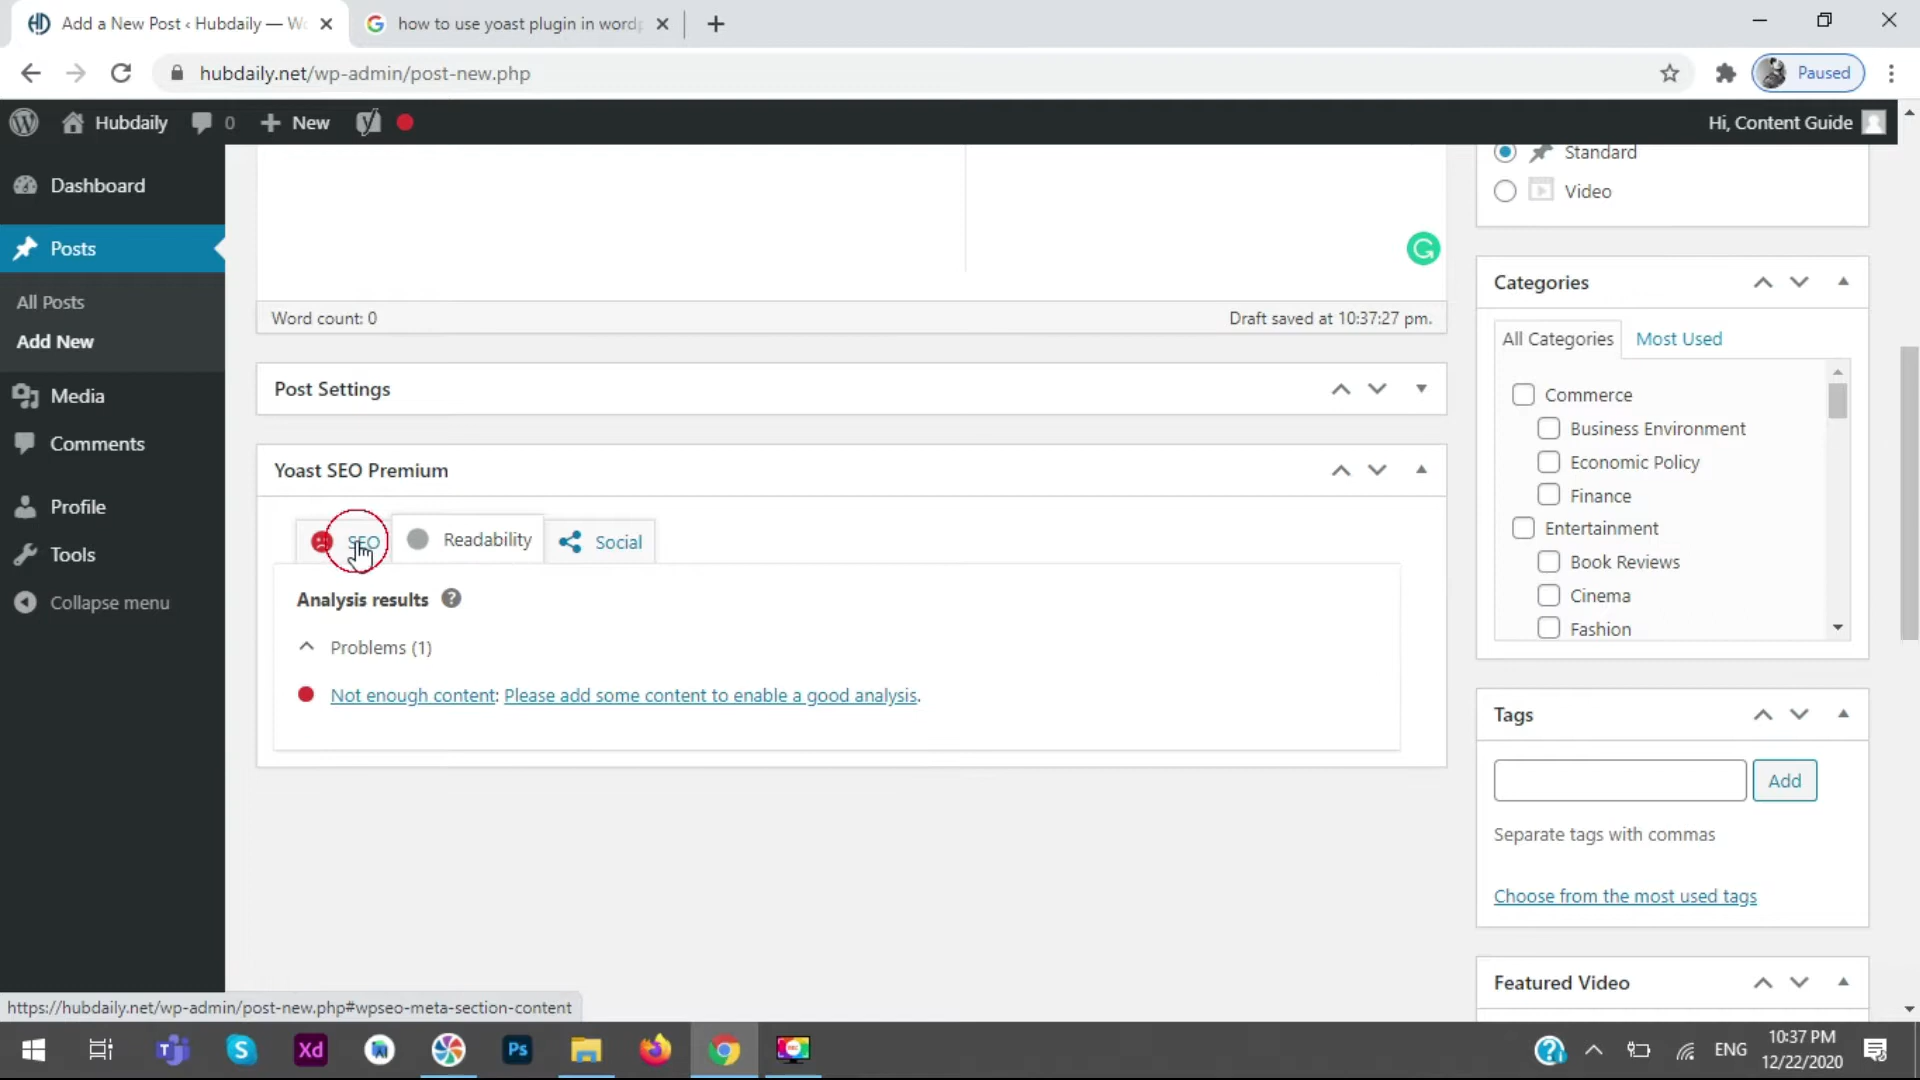 Add a New Post ‹ Hubdaily — Wo
how to use yoast plugin in wordp
hubdaily.net/wp-admin/post-new.php
Paused
Hubdaily
0
New
Hi, Content Guide
Dashboard
Posts
All Posts
Add New
Media
Comments
Profile
Tools
Collapse menu
Word count: 0
Draft saved at 10:37:27 pm.
Post Settings
Yoast SEO Premium
SEO
Readability
Social
Analysis results
Problems (1)
Not enough content: Please add some content to enable a good analysis.
Standard
Video
Categories
All Categories
Most Used
Commerce
Business Environment
Economic Policy
Finance
Entertainment
Book Reviews
Cinema
Fashion
Tags
Add
Separate tags with commas
Choose from the most used tags
Featured Video
https://hubdaily.net/wp-admin/post-new.php#wpseo-meta-section-content
Xd
Ps
ENG
10:37 PM
12/22/2020